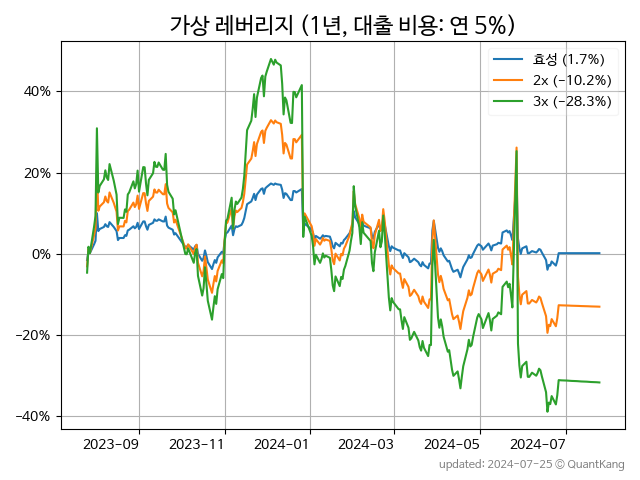 가상 레버리지 (1년, 대출 비용: 연 5%)
효성 (1.7%)
2x (−10.2%)
3x (−28.3%)
40%
20%
0%
−20%
−40%
2023-09 2023-11 2024-01 2024-03 2024-05 2024-07
updated: 2024-07-25 © QuantKang